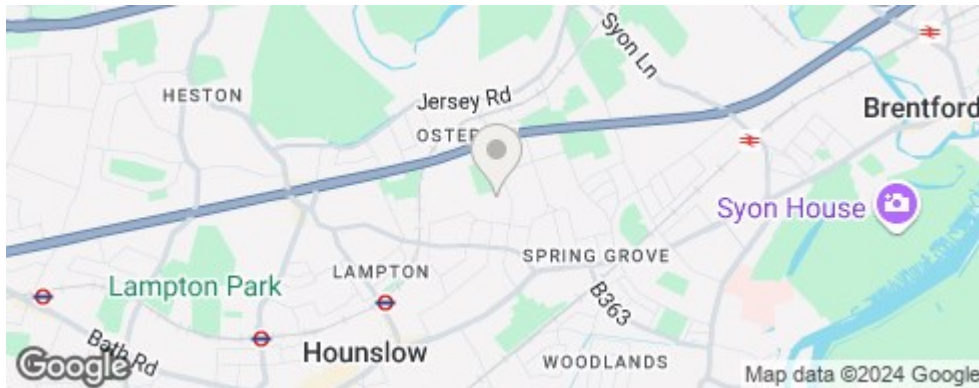 Syon Ln
HESTON
Jersey Rd
Brentford
OSTER
Syon House
SPRING GROVE
LAMPTON
Lampton Park
B363
Bath Rd
Hounslow
WOODLANDS
Google
Map data ©2024 Google